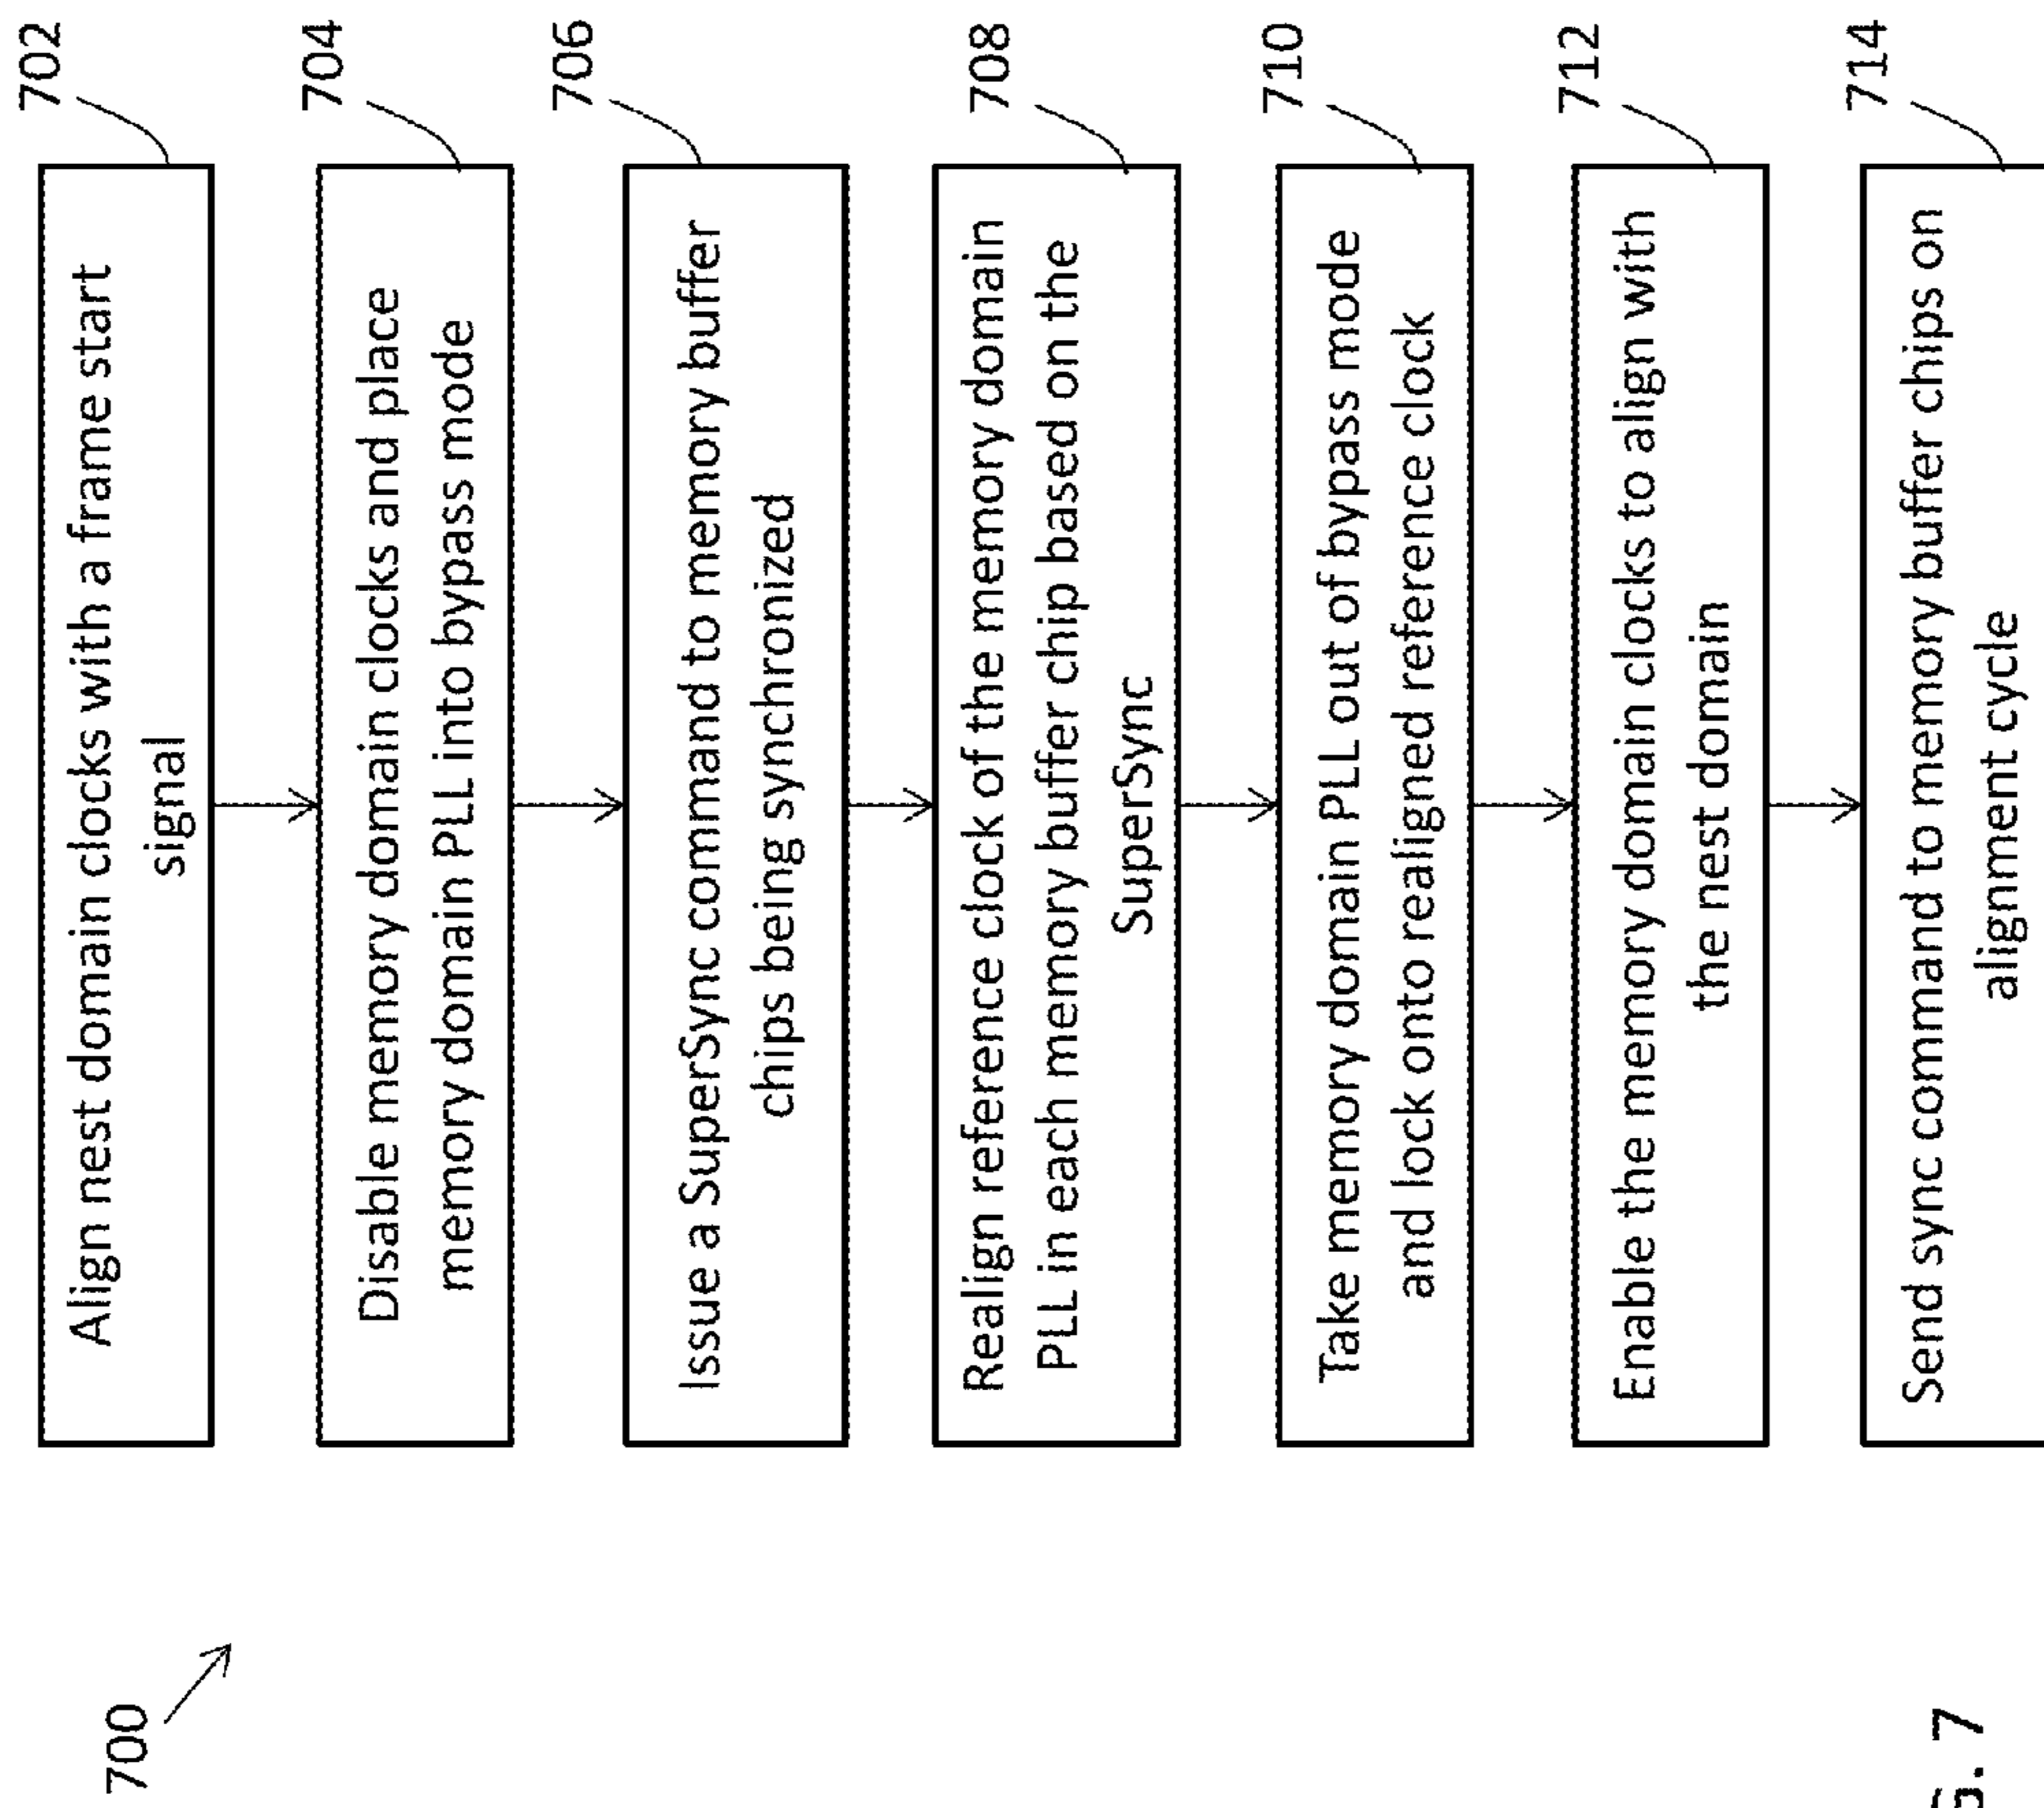 700
Align nest domain clocks with a frame start
signal
702
Disable memory domain clocks and place
memory domain PLL into bypass mode
704
Issue a SuperSync command to memory buffer
chips being synchronized
706
Realign reference clock of the memory domain
PLL in each memory buffer chip based on the
SuperSync
708
Take memory domain PLL out of bypass mode
and lock onto realigned reference clock
710
Enable the memory domain clocks to align with
the nest domain
712
Send sync command to memory buffer chips on
alignment cycle
714
G. 7